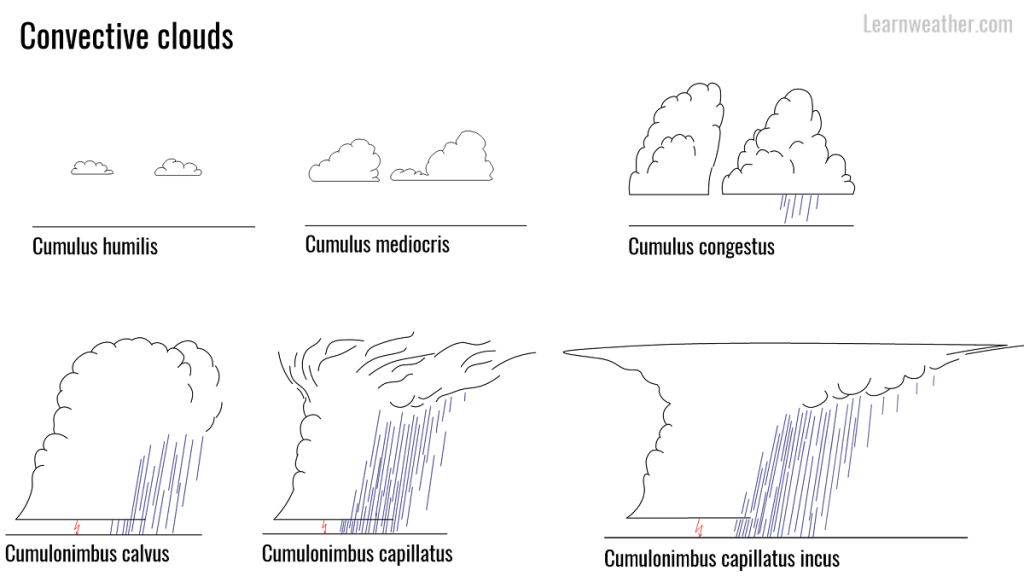 Convective clouds
Learnweather.com
Cumulus humilis
Cumulus mediocris
Cumulus congestus
Cumulonimbus calvus
Cumulonimbus capillatus
Cumulonimbus capillatus incus